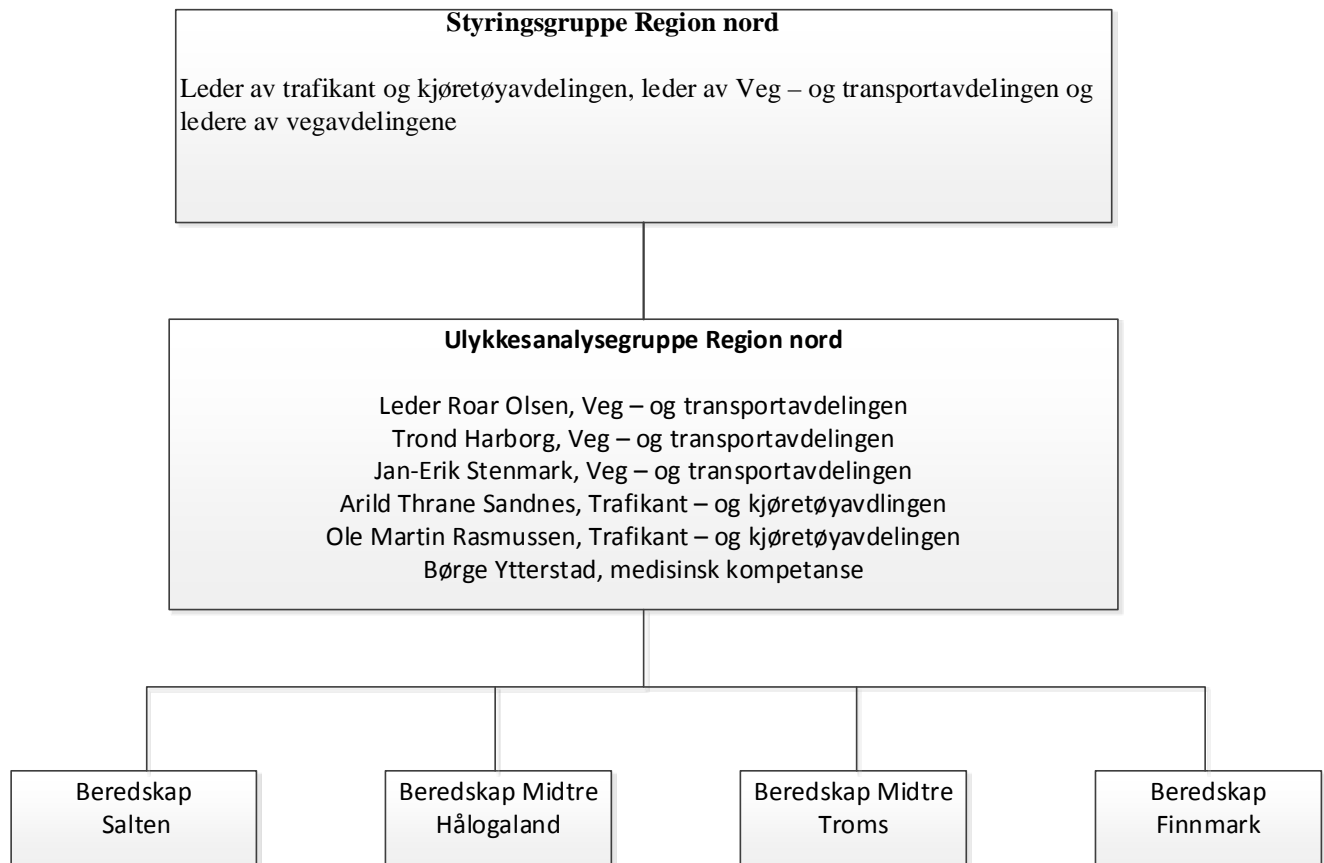 Styringsgruppe Region nord
Leder av trafikant og kjøretøyavdelingen, leder av Veg – og transportavdelingen og
ledere av vegavdelingene
Ulykkesanalysegruppe Region nord
Leder Roar Olsen, Veg – og transportavdelingen
Trond Harborg, Veg – og transportavdelingen
Jan-Erik Stenmark, Veg – og transportavdelingen
Arild Thrane Sandnes, Trafikant – og kjøretøyavdlingen
Ole Martin Rasmussen, Trafikant – og kjøretøyavdelingen
Børge Ytterstad, medisinsk kompetanse
Beredskap
Salten
Beredskap Midtre
Hålogaland
Beredskap Midtre
Troms
Beredskap
Finnmark